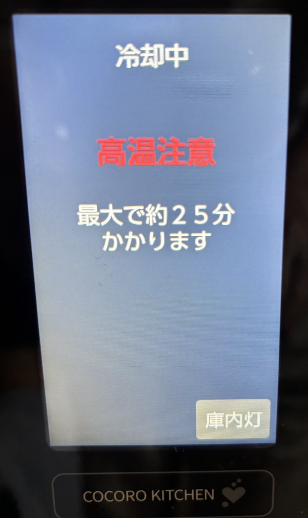 冷却中
高温注意
最大で約２５分
かかります
庫内灯
COCORO KITCHEN